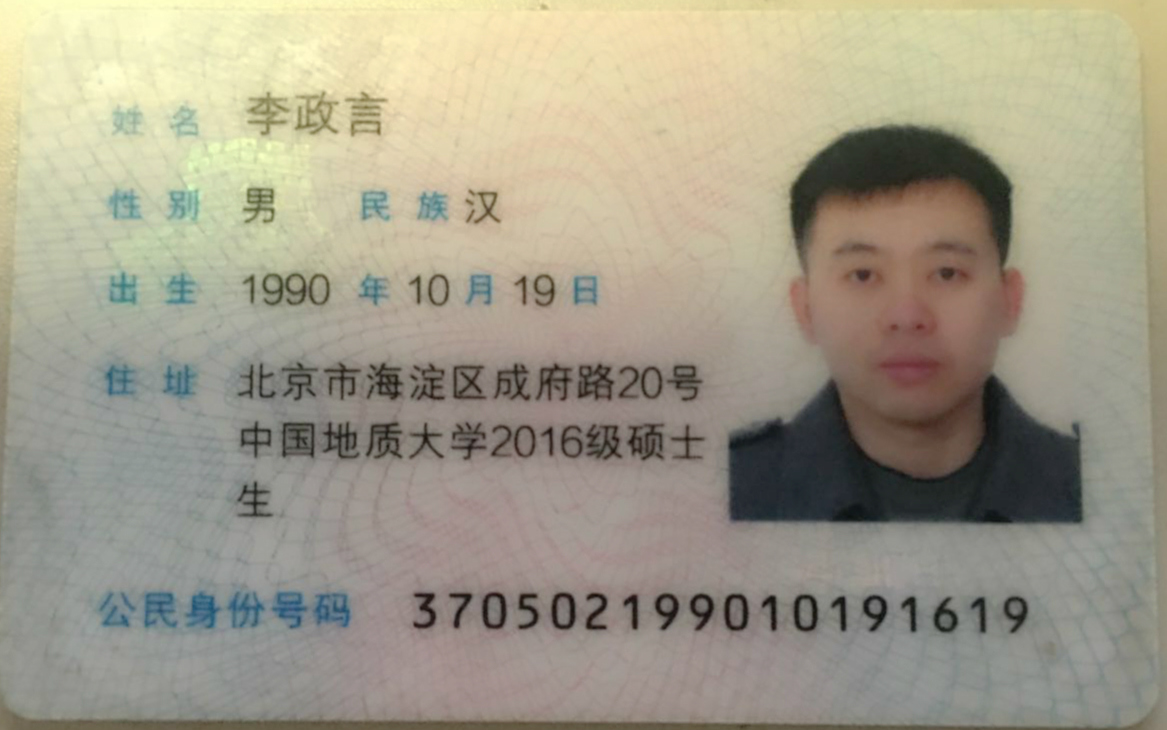 姓名 李政言
性别 男 民族 汉
出生 1990 年 10 月 19 日
住址 北京市海淀区成府路20号
中国地质大学2016级硕士
生
公民身份号码 370502199010191619